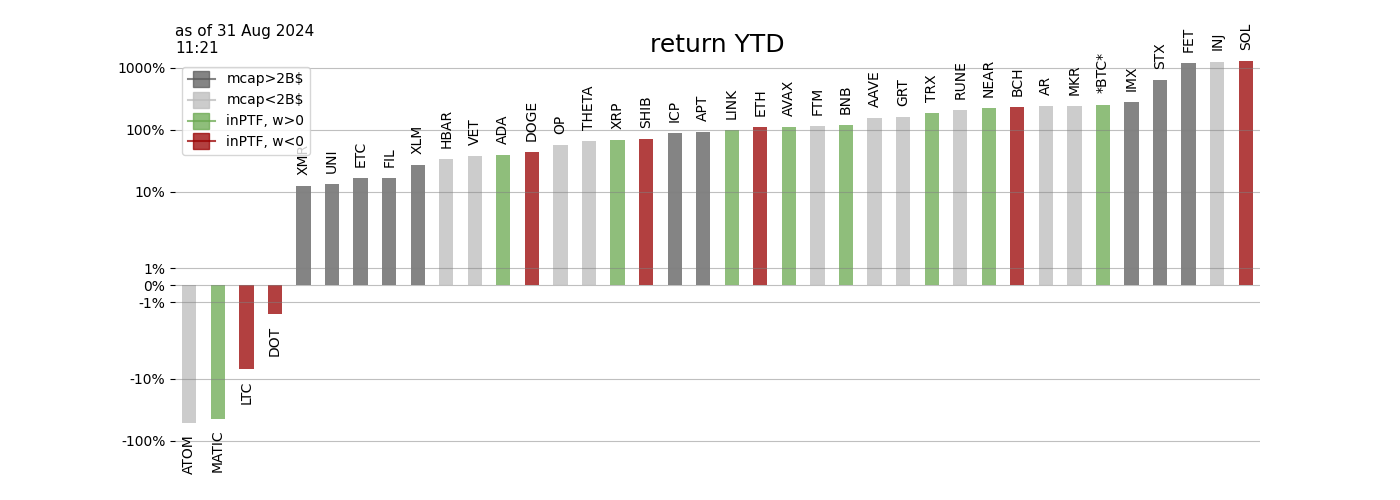 as of 31 Aug 2024
11:21
return YTD
1000%
100%
10%
1%
0%
-1%
-10%
-100%
mcap>2B$
mcap<2B$
inPTF, w>0
inPTF, w<0
ATOM
MATIC
LTC
DOT
XMR
UNI
ETC
FIL
XLM
HBAR
VET
ADA
DOGE
OP
THETA
XRP
SHIB
ICP
APT
LINK
ETH
AVAX
FTM
BNB
AAVE
GRT
TRX
RUNE
NEAR
BCH
AR
MKR
*BTC*
IMX
STX
FET
INJ
SOL